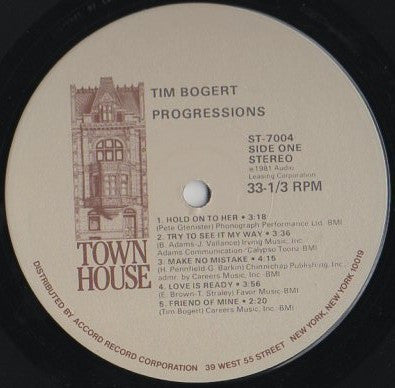 TIM BOGERT
PROGRESSIONS
ST-7004
SIDE ONE
STEREO
℗1981 Audio
Leasing Corporation
33-1/3 RPM
1. HOLD ON TO HER • 3:18
(Pete Glenister) Phonograph Performance Ltd. BMI
2. TRY TO SEE IT MY WAY • 3:36
(B. Adams-J. Vallance) Irving Music, Inc.
Adams Communication-Calypso Toonz-BMI
3. MAKE NO MISTAKE • 4:15
(H. Pennfield G. Barkin) Chinnichap Publishing, Inc.,
admr. by Careers Music, Inc. BMI
4. LOVE IS READY • 3:56
(E. Brown-T. Straley) Favor Music-BMI
5. FRIEND OF MINE • 2:20
(Tim Bogert) Careers Music, Inc. BMI
TOWN
HOUSE
DISTRIBUTED BY ACCORD RECORD CORPORATION 39 WEST 55 STREET NEW YORK, NEW YORK 10019